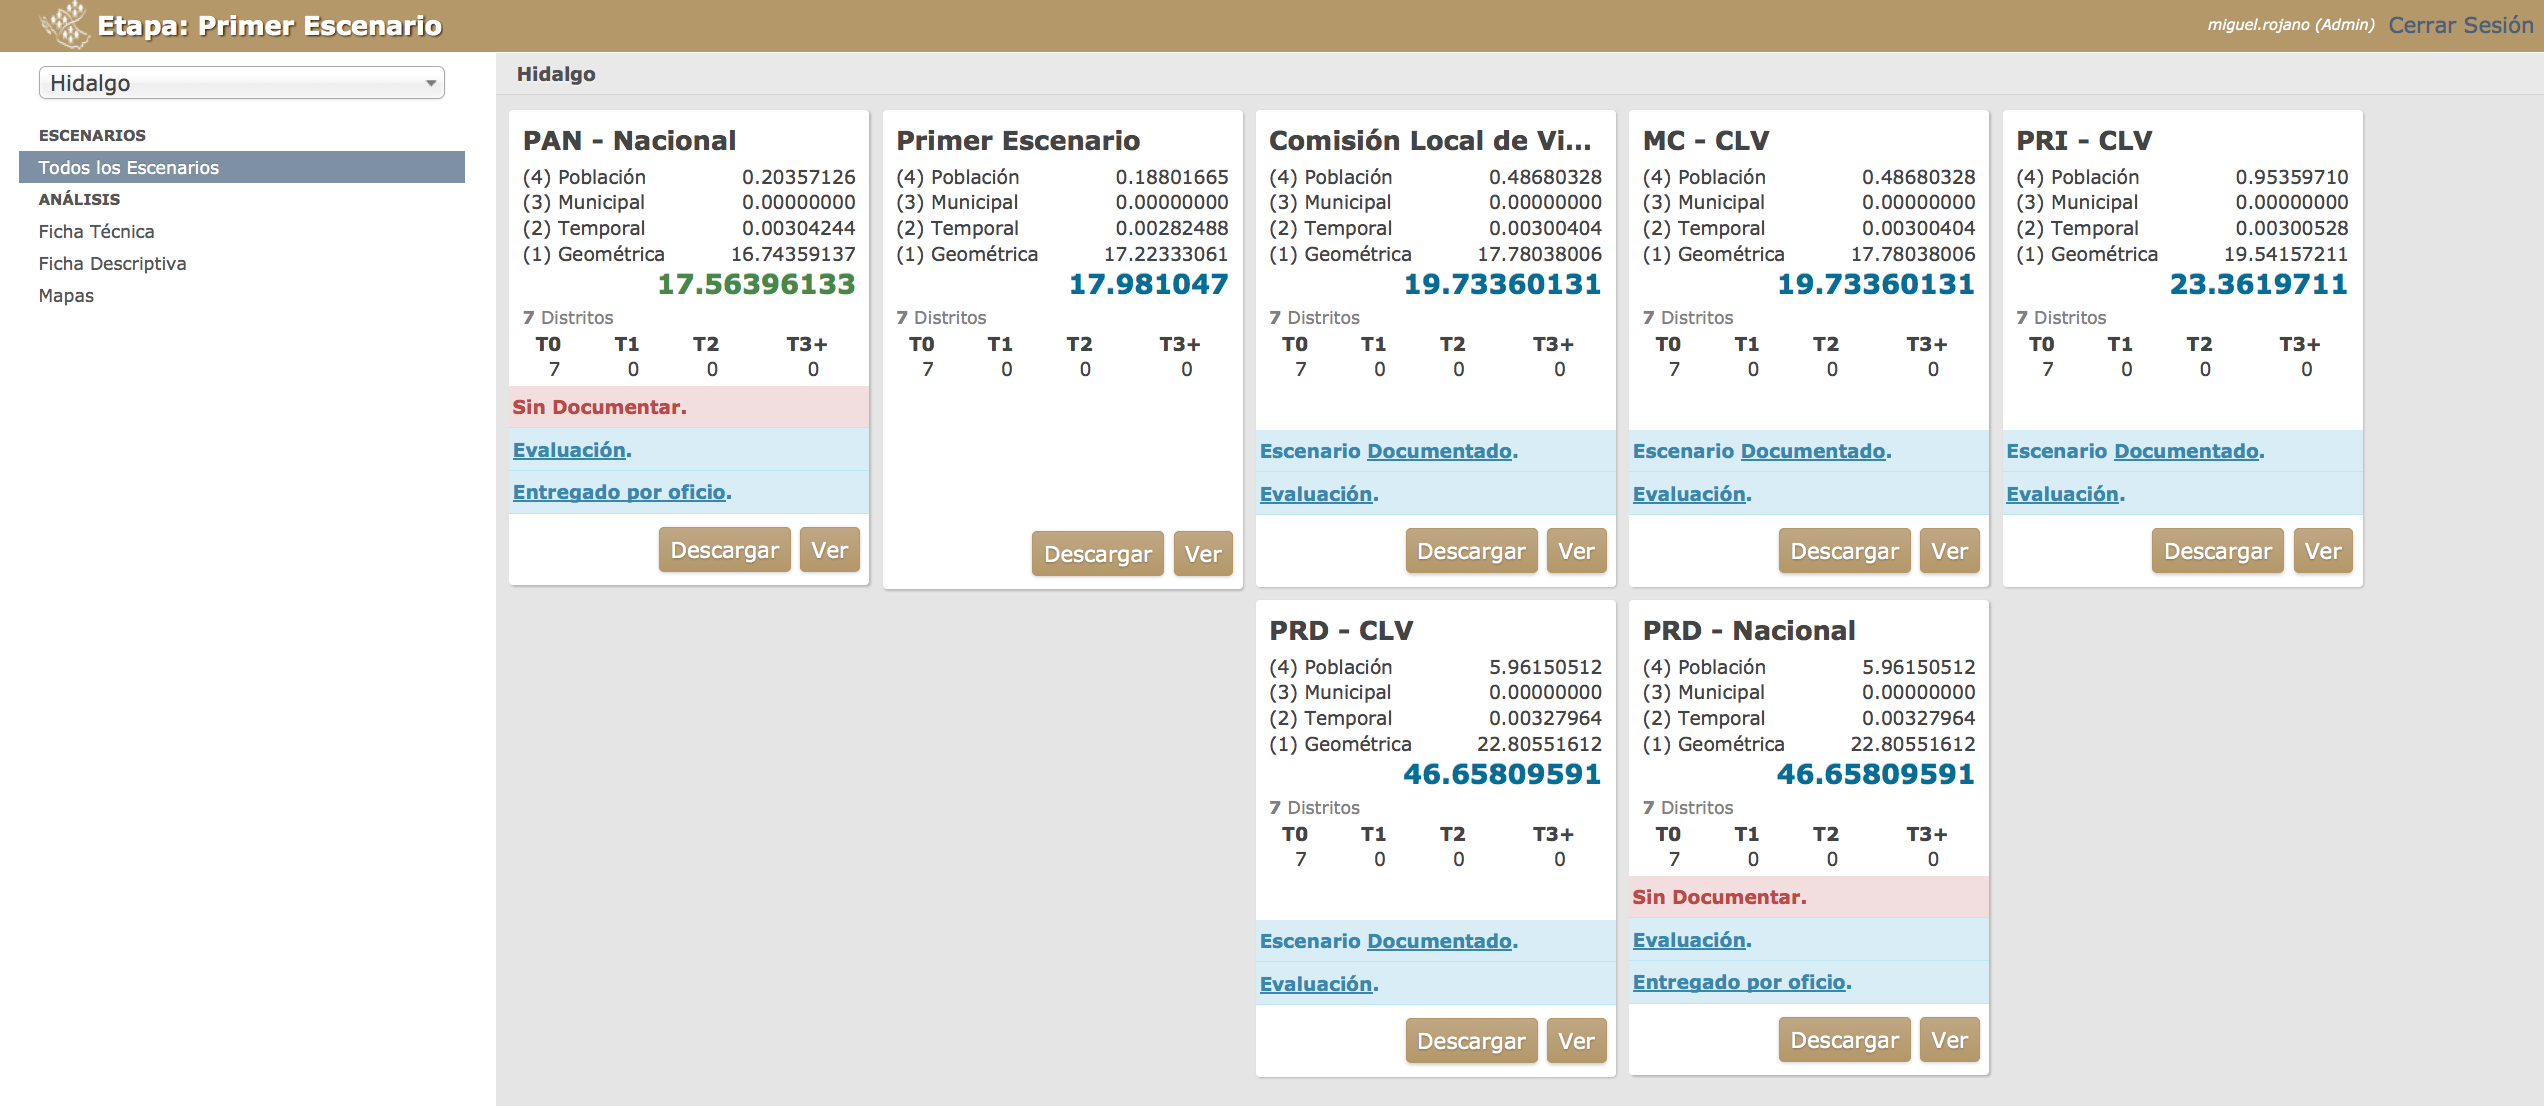 Etapa: Primer Escenario
miguel.rojano (Admin) Cerrar Sesión
Hidalgo
ESCENARIOS
Todos los Escenarios
ANÁLISIS
Ficha Técnica
Ficha Descriptiva
Mapas
Hidalgo
PAN - Nacional
(4) Población 0.20357126
(3) Municipal 0.00000000
(2) Temporal 0.00304244
(1) Geométrica 16.74359137
17.56396133
7 Distritos
T0 T1 T2 T3+
7 0 0 0
Sin Documentar.
Evaluación.
Entregado por oficio.
Descargar Ver
Primer Escenario
(4) Población 0.18801665
(3) Municipal 0.00000000
(2) Temporal 0.00282488
(1) Geométrica 17.22333061
17.981047
7 Distritos
T0 T1 T2 T3+
7 0 0 0
Descargar Ver
Comisión Local de Vi...
(4) Población 0.48680328
(3) Municipal 0.00000000
(2) Temporal 0.00300404
(1) Geométrica 17.78038006
19.73360131
7 Distritos
T0 T1 T2 T3+
7 0 0 0
Escenario Documentado.
Evaluación.
Descargar Ver
MC - CLV
(4) Población 0.48680328
(3) Municipal 0.00000000
(2) Temporal 0.00300404
(1) Geométrica 17.78038006
19.73360131
7 Distritos
T0 T1 T2 T3+
7 0 0 0
Escenario Documentado.
Evaluación.
Descargar Ver
PRI - CLV
(4) Población 0.95359710
(3) Municipal 0.00000000
(2) Temporal 0.00300528
(1) Geométrica 19.54157211
23.3619711
7 Distritos
T0 T1 T2 T3+
7 0 0 0
Escenario Documentado.
Evaluación.
Descargar Ver
PRD - CLV
(4) Población 5.96150512
(3) Municipal 0.00000000
(2) Temporal 0.00327964
(1) Geométrica 22.80551612
46.65809591
7 Distritos
T0 T1 T2 T3+
7 0 0 0
Escenario Documentado.
Evaluación.
Descargar Ver
PRD - Nacional
(4) Población 5.96150512
(3) Municipal 0.00000000
(2) Temporal 0.00327964
(1) Geométrica 22.80551612
46.65809591
7 Distritos
T0 T1 T2 T3+
7 0 0 0
Sin Documentar.
Evaluación.
Entregado por oficio.
Descargar Ver